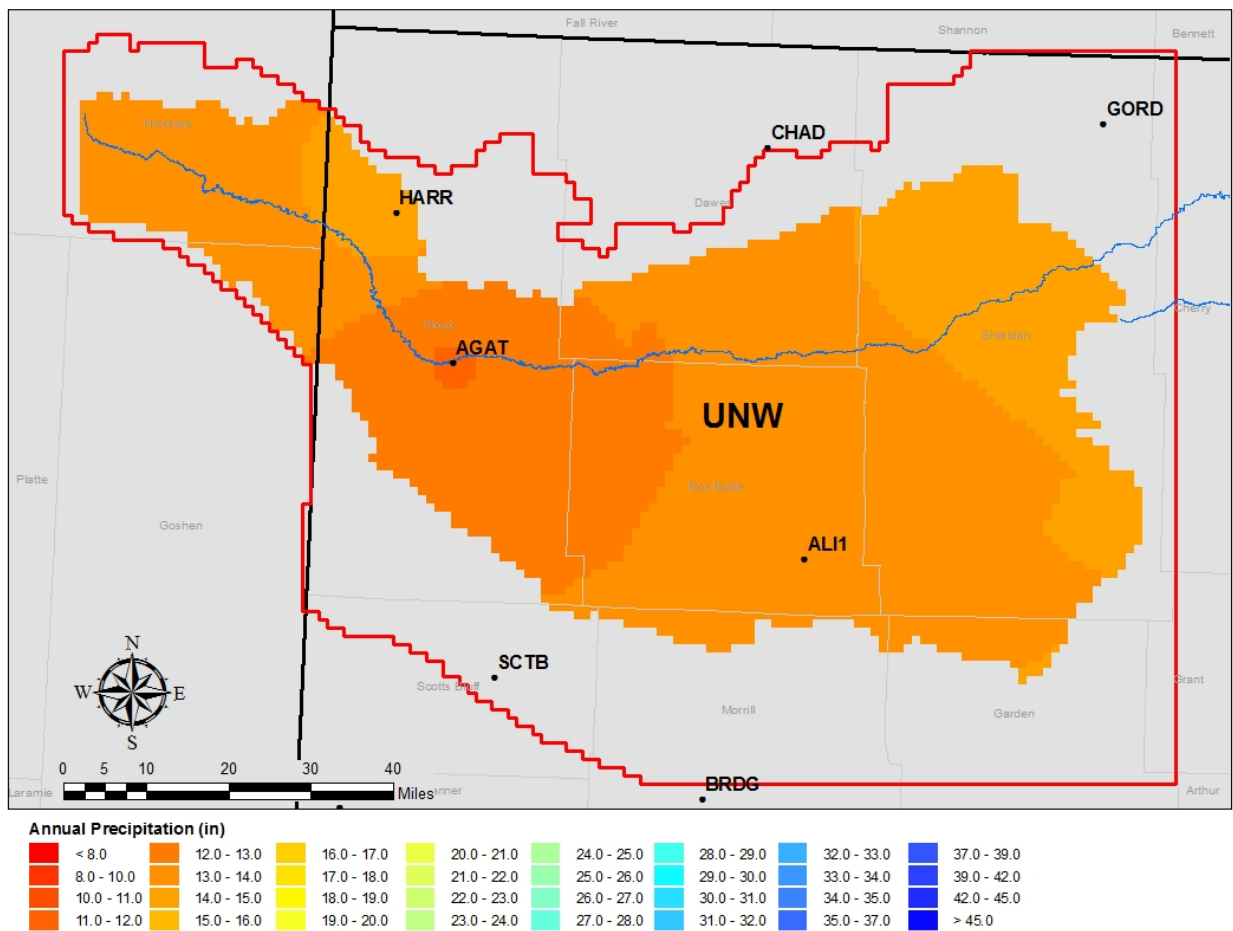 Fall River
Shannon
Bennett
GORD
Niobrara
CHAD
HARR
Dawes
Cherry
Sioux
Sheridan
AGAT
UNW
Platte
Box Butte
Goshen
ALI1
N
SCTB
W E
Scotts Bluff
Grant
Morrill
Garden
S
0 5 10 20 30 40
BRDG
Laramie
anner
Miles
Arthur
Annual Precipitation (in)
< 8.0 12.0 - 13.0 16.0 - 17.0 20.0 - 21.0 24.0 - 25.0 28.0 - 29.0 32.0 - 33.0 37.0 - 39.0
8.0 - 10.0 13.0 - 14.0 17.0 - 18.0 21.0 - 22.0 25.0 - 26.0 29.0 - 30.0 33.0 - 34.0 39.0 - 42.0
10.0 - 11.0 14.0 - 15.0 18.0 - 19.0 22.0 - 23.0 26.0 - 27.0 30.0 - 31.0 34.0 - 35.0 42.0 - 45.0
11.0 - 12.0 15.0 - 16.0 19.0 - 20.0 23.0 - 24.0 27.0 - 28.0 31.0 - 32.0 35.0 - 37.0 > 45.0